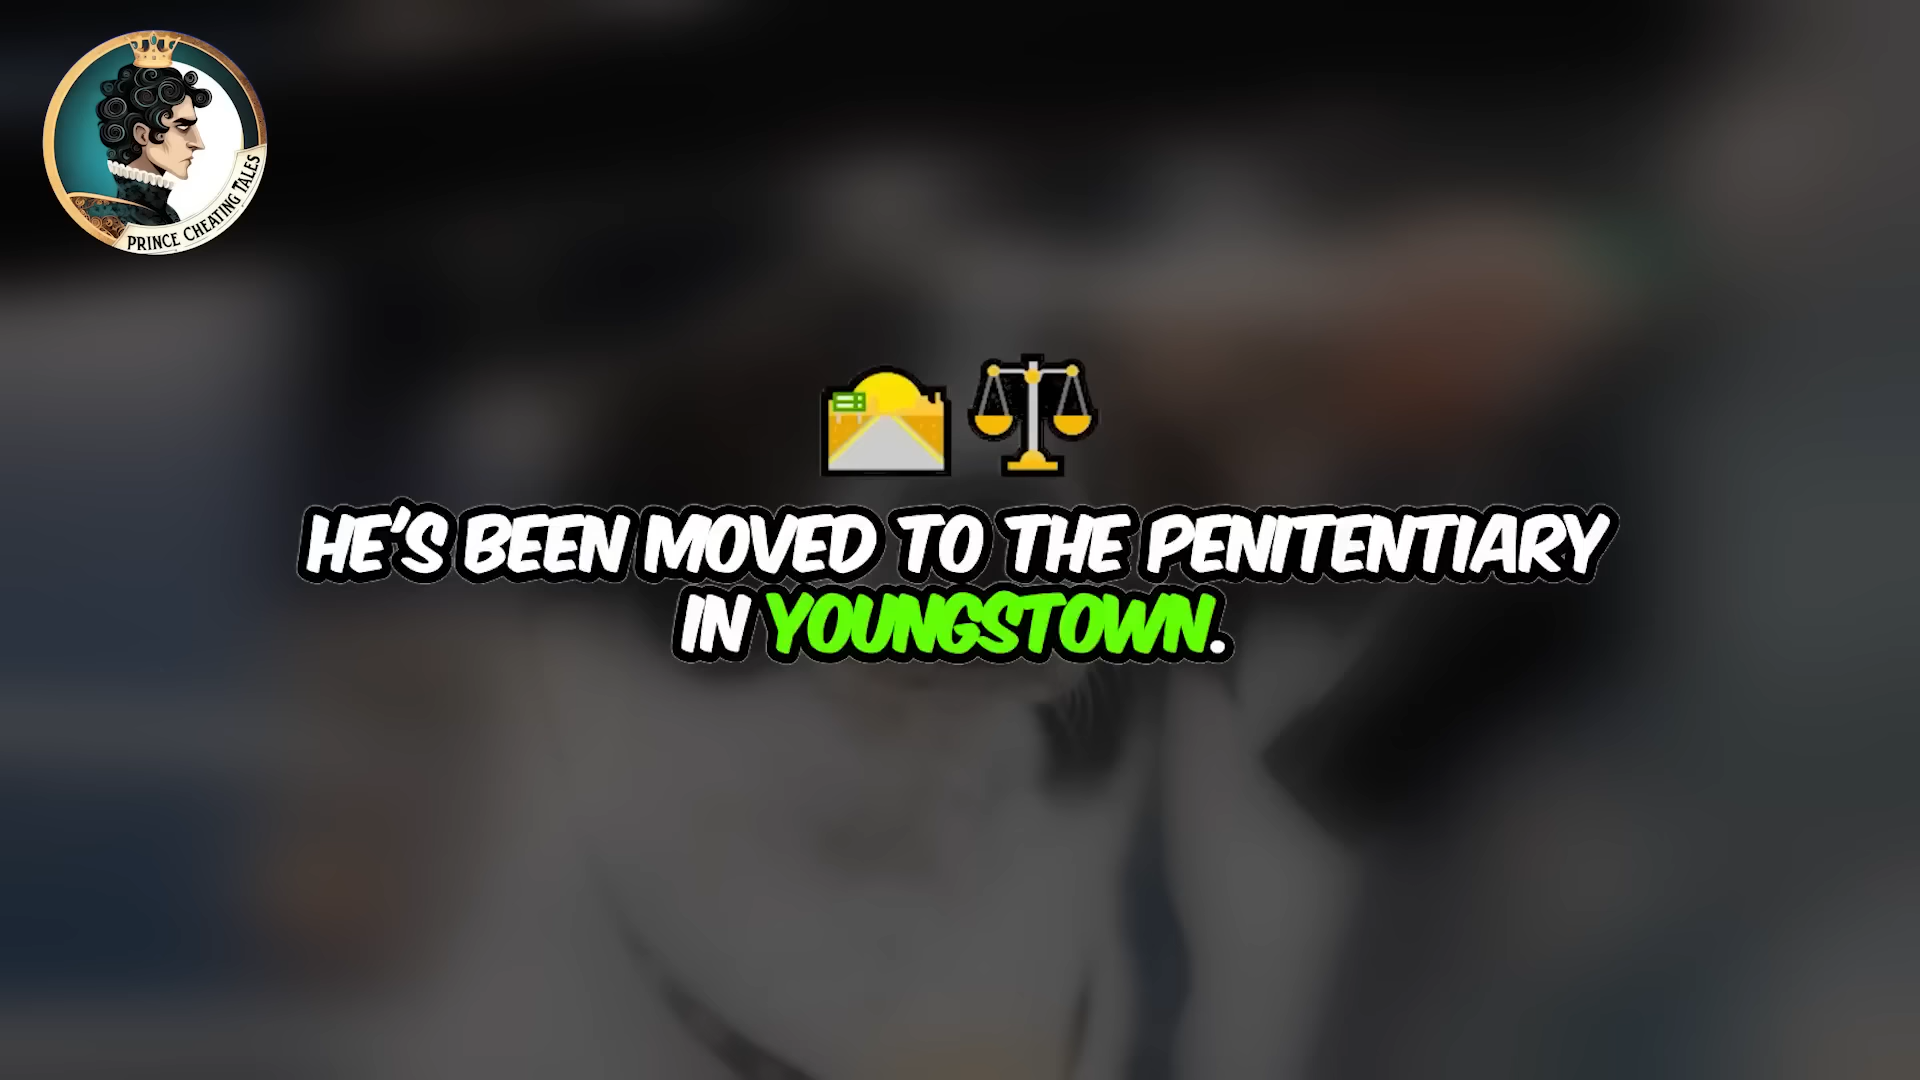 PRINCE CHEATING TALES
HE'S BEEN MOVED TO THE PENITENTIARY
IN YOUNGSTOWN.